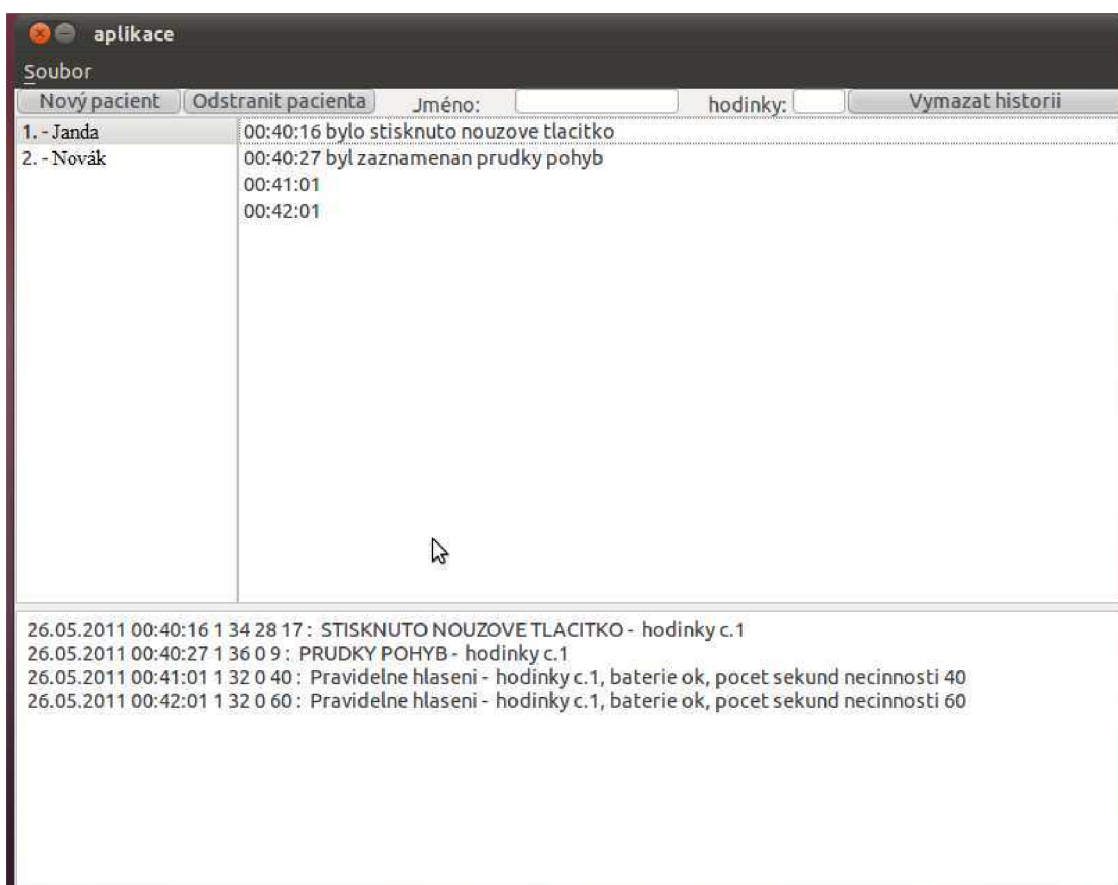 aplikace
Soubor
Nový pacient Odstranit pacienta Jméno: hodinky: Vymazat historii
1. - Janda 00:40:16 bylo stisknuto nouzove tlacitko
2. - Novák 00:40:27 byl zaznamenan prudky pohyb
00:41:01
00:42:01
26.05.2011 00:40:16 1 34 28 17 : STISKNUTO NOUZOVE TLACITKO - hodinky c.1
26.05.2011 00:40:27 1 36 0 9 : PRUDKY POHYB - hodinky c.1
26.05.2011 00:41:01 1 32 0 40 : Pravidelne hlaseni - hodinky c.1, baterie ok, pocet sekund necinnosti 40
26.05.2011 00:42:01 1 32 0 60 : Pravidelne hlaseni - hodinky c.1, baterie ok, pocet sekund necinnosti 60